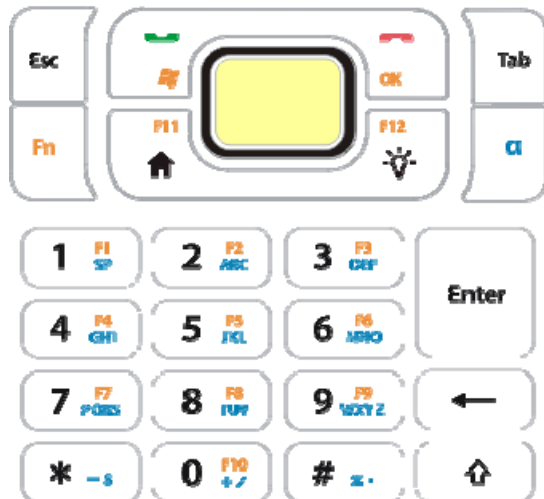 Esc Tab
OK
Fn F11 F12 α
1 F1 SP 2 F2 ABC 3 F3 DEF
Enter
4 F4 GHI 5 F5 JKL 6 F6 MNO
7 F7 PQRS 8 F8 TUV 9 F9 WXYZ
* 0 F10 #